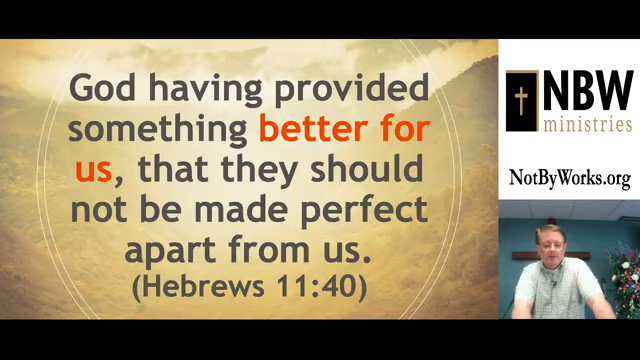 God having provided
something better for
us, that they should
not be made perfect
apart from us.
(Hebrews 11:40)
NBW
ministries
NotByWorks.org